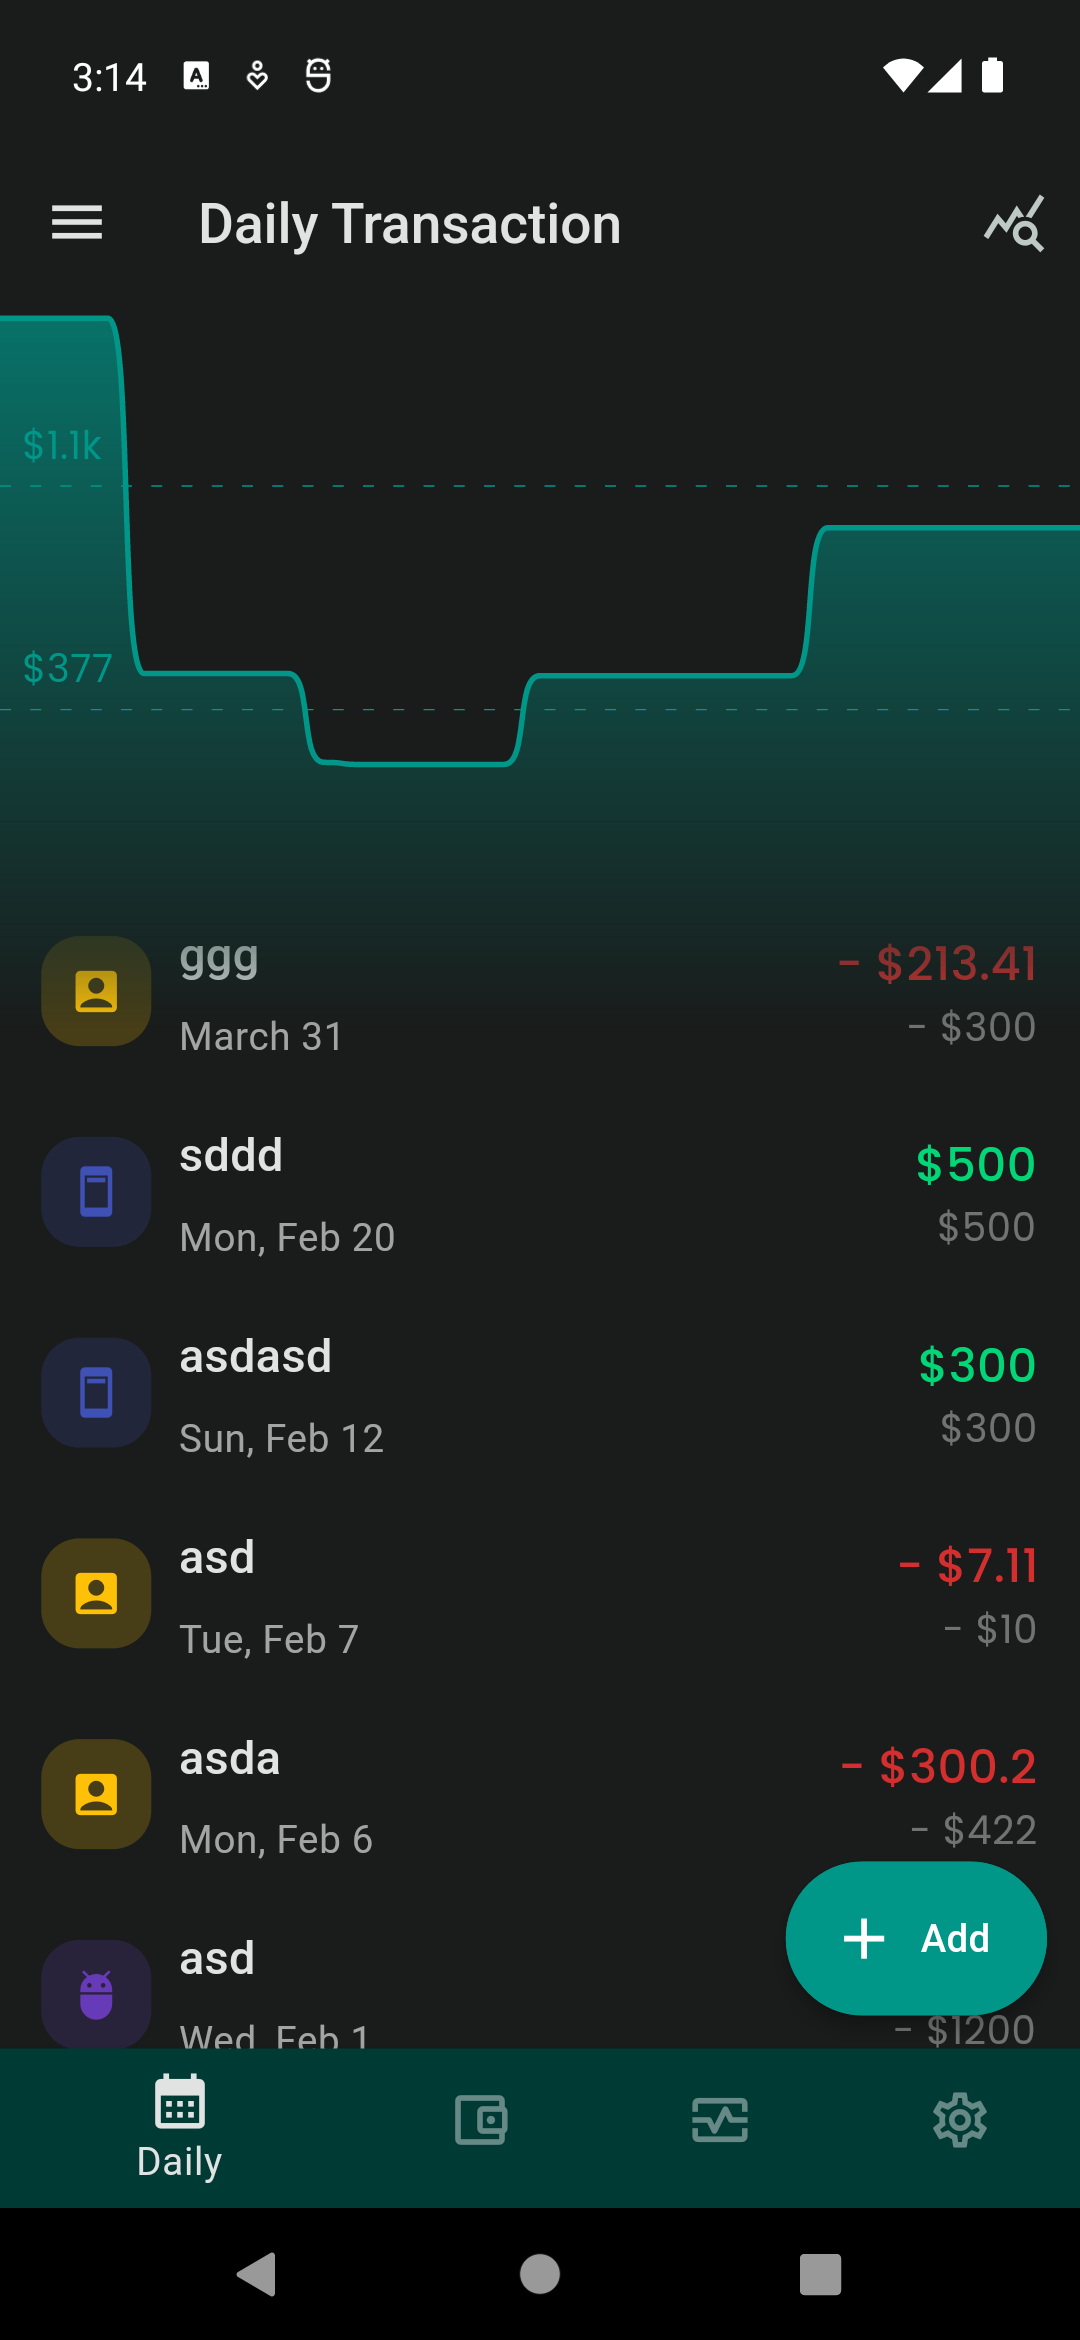 3:14
Daily Transaction
$1.1k
$377
ggg
- $213.41
March 31
- $300
sddd
$500
Mon, Feb 20
$500
asdasd
$300
Sun, Feb 12
$300
asd
- $7.11
Tue, Feb 7
- $10
asda
- $300.2
Mon, Feb 6
- $422
Add
asd
Wed, Feb 1
- $1200
Daily